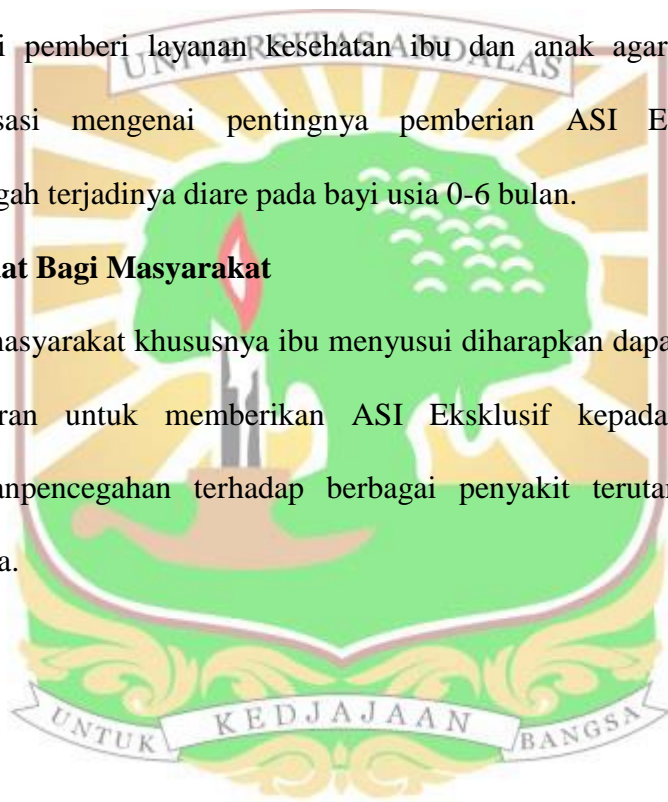 i pemberi layanan kesehatan ibu dan anak agar
UNIVERSITAS ANDALAS
sasi mengenai pentingnya pemberian ASI E
gah terjadinya diare pada bayi usia 0-6 bulan.
at Bagi Masyarakat
masyarakat khususnya ibu menyusui diharapkan dapa
ran untuk memberikan ASI Eksklusif kepada
anpencegahan terhadap berbagai penyakit terutar
a.
UNTUK KEDJAJAAN BANGSA